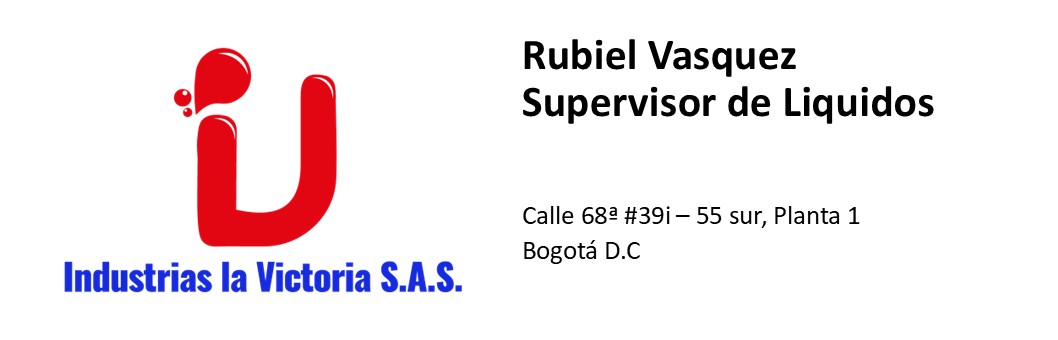 Rubiel Vasquez
Supervisor de Liquidos
Calle 68ª #39i – 55 sur, Planta 1
Bogotá D.C
Industrias la Victoria S.A.S.